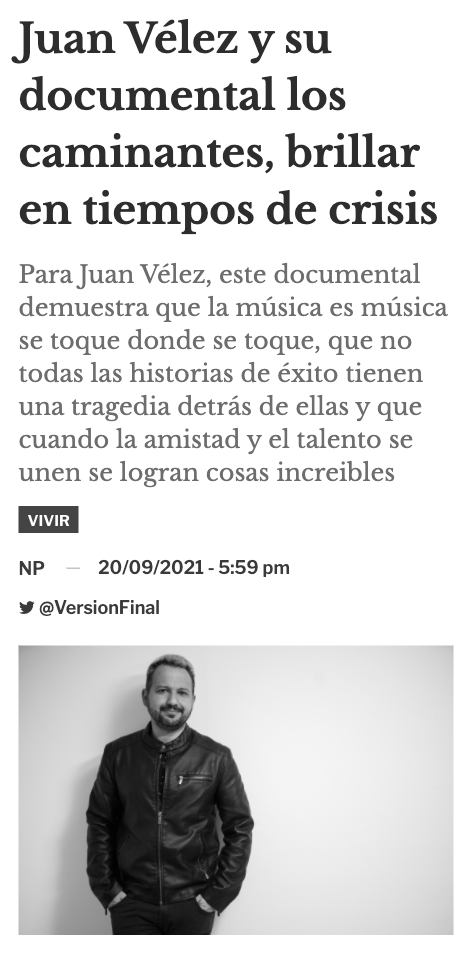 Juan Vélez y su
documental los
caminantes, brillar
en tiempos de crisis
Para Juan Vélez, este documental
demuestra que la música es música
se toque donde se toque, que no
todas las historias de éxito tienen
una tragedia detrás de ellas y que
cuando la amistad y el talento se
unen se logran cosas increibles
VIVIR
NP — 20/09/2021 - 5:59 pm
@VersionFinal